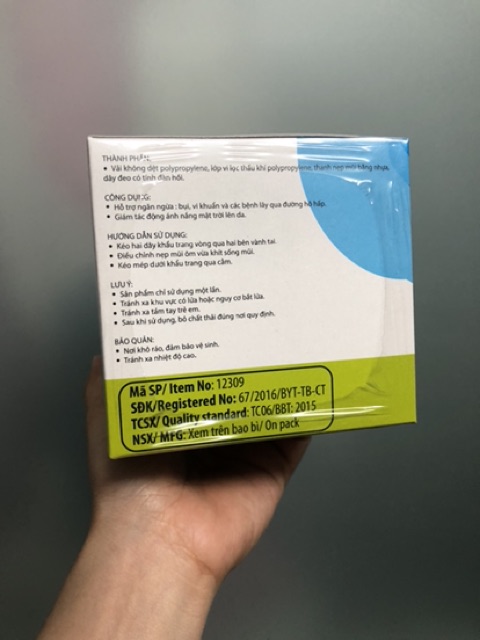 THÀNH PHẦN:
• Vải không dệt polypropylene, lớp vi lọc thấu khí polypropylene, thanh nẹp mũi bằng nhựa,
dây đeo có tính đàn hồi.
CÔNG DỤNG:
• Hỗ trợ ngăn ngừa : bụi, vi khuẩn và các bệnh lây qua đường hô hấp.
• Giảm tác động ánh nắng mặt trời lên da.
HƯỚNG DẪN SỬ DỤNG:
• Kéo hai dây khẩu trang vòng qua hai bên vành tai.
• Điều chỉnh nẹp mũi ôm vừa khít sống mũi.
• Kéo mép dưới khẩu trang qua cằm.
LƯU Ý:
• Sản phẩm chỉ sử dụng một lần.
• Tránh xa khu vực có lửa hoặc nguy cơ bắt lửa.
• Tránh xa tầm tay trẻ em.
• Sau khi sử dụng, bỏ chất thải đúng nơi quy định.
BẢO QUẢN:
• Nơi khô ráo, đảm bảo vệ sinh.
• Tránh xa nhiệt độ cao.
Mã SP/ Item No: 12309
SĐK/Registered No: 67/2016/BYT-TB-CT
TCSX/ Quality standard: TC06/BBT: 2015
NSX/ MFG: Xem trên bao bì/ On pack